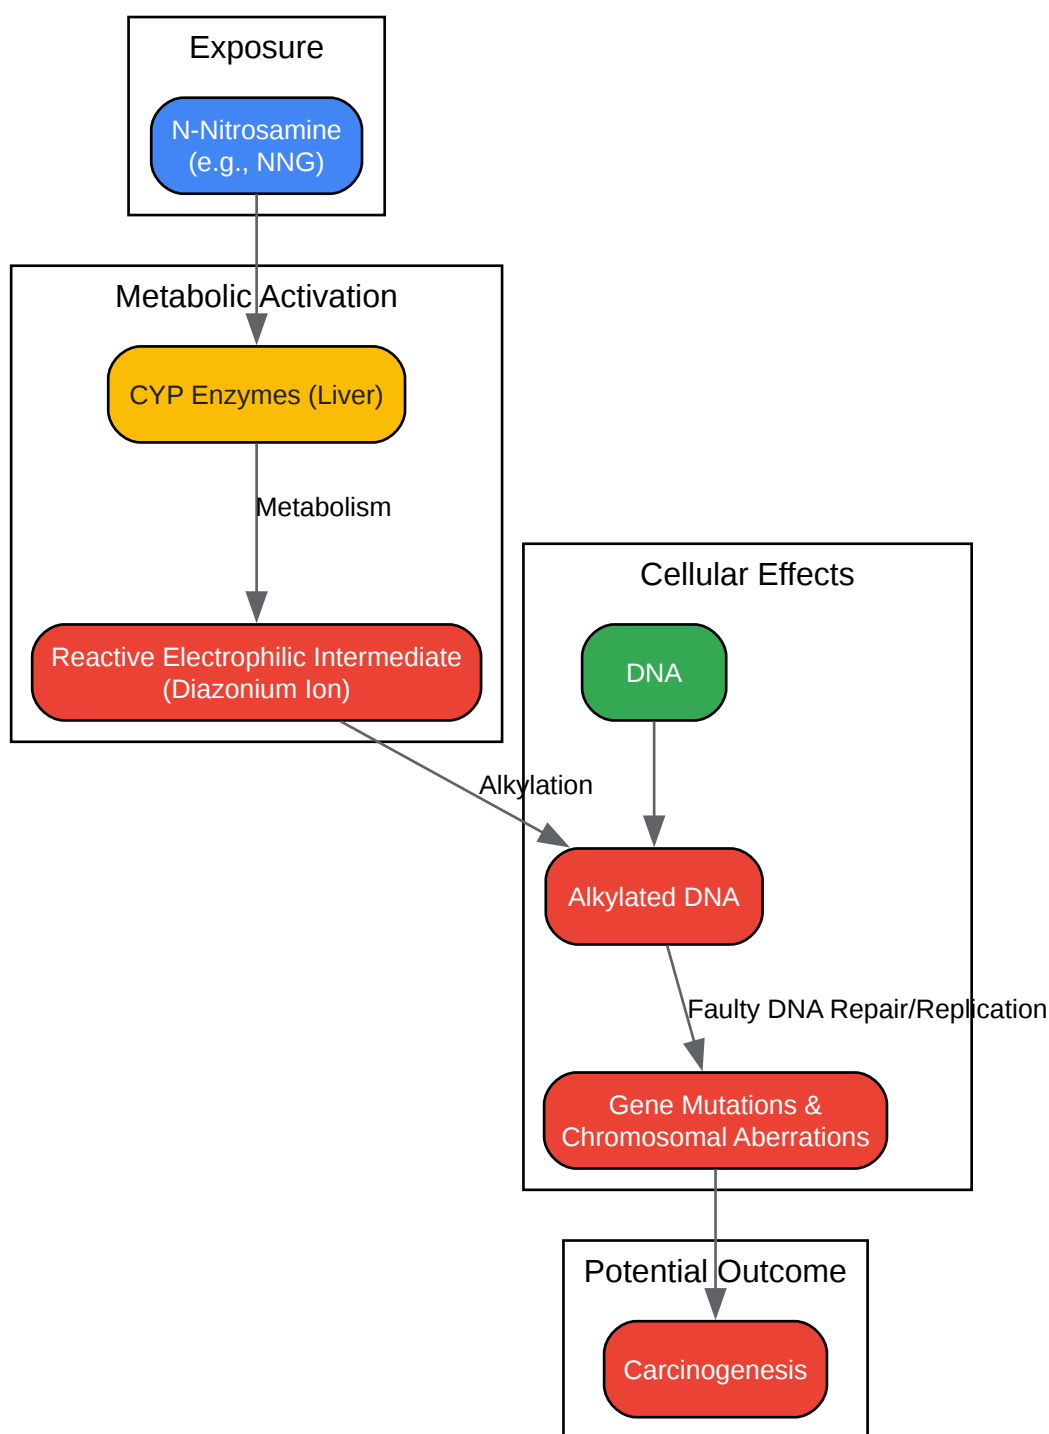 Exposure
N-Nitrosamine
(e.g., NNG)
Metabolic Activation
CYP Enzymes (Liver)
Metabolism
Reactive Electrophilic Intermediate
(Diazonium Ion)
Cellular Effects
DNA
Alkylation
Alkylated DNA
Faulty DNA Repair/Replication
Gene Mutations &
Chromosomal Aberrations
Potential Outcome
Carcinogenesis